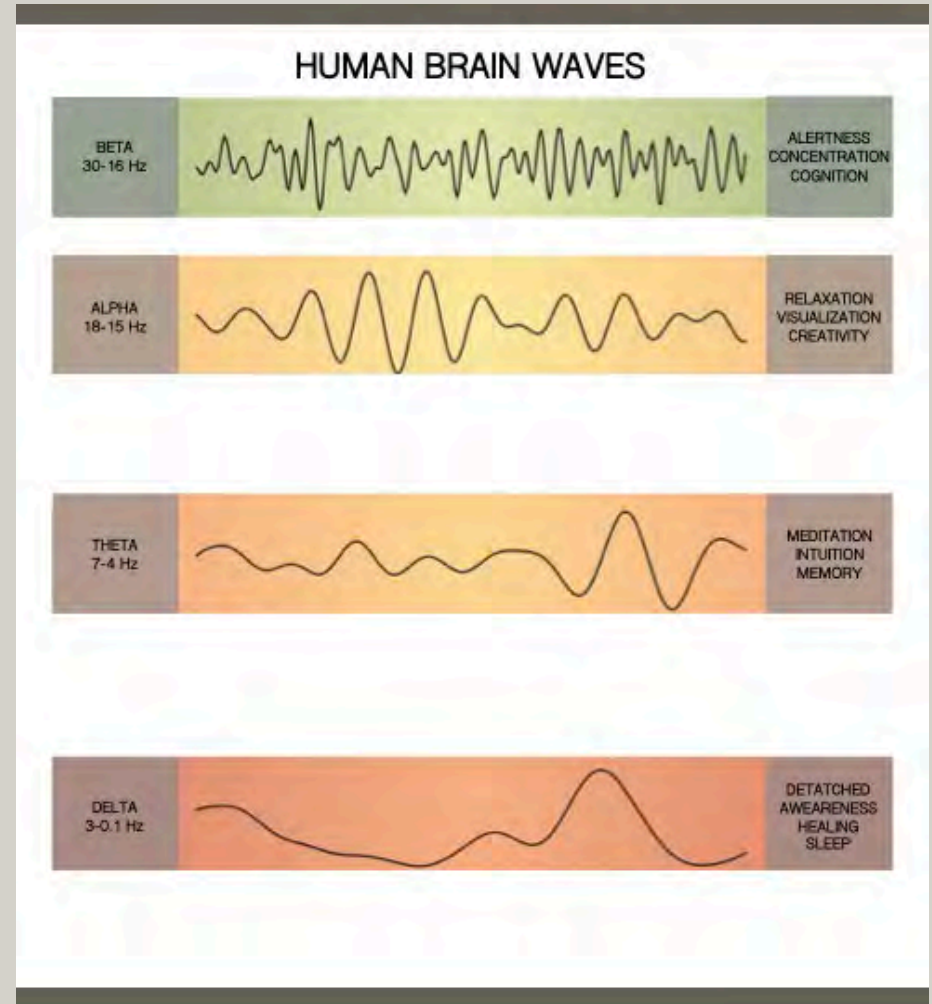 HUMAN BRAIN WAVES
BETA
30-16 Hz
ALERTNESS
CONCENTRATION
COGNITION
ALPHA
18-15 Hz
RELAXATION
VISUALIZATION
CREATIVITY
THETA
7-4 Hz
MEDITATION
INTUITION
MEMORY
DELTA
3-0.1 Hz
DETATCHED
AWEARENESS
HEALING
SLEEP